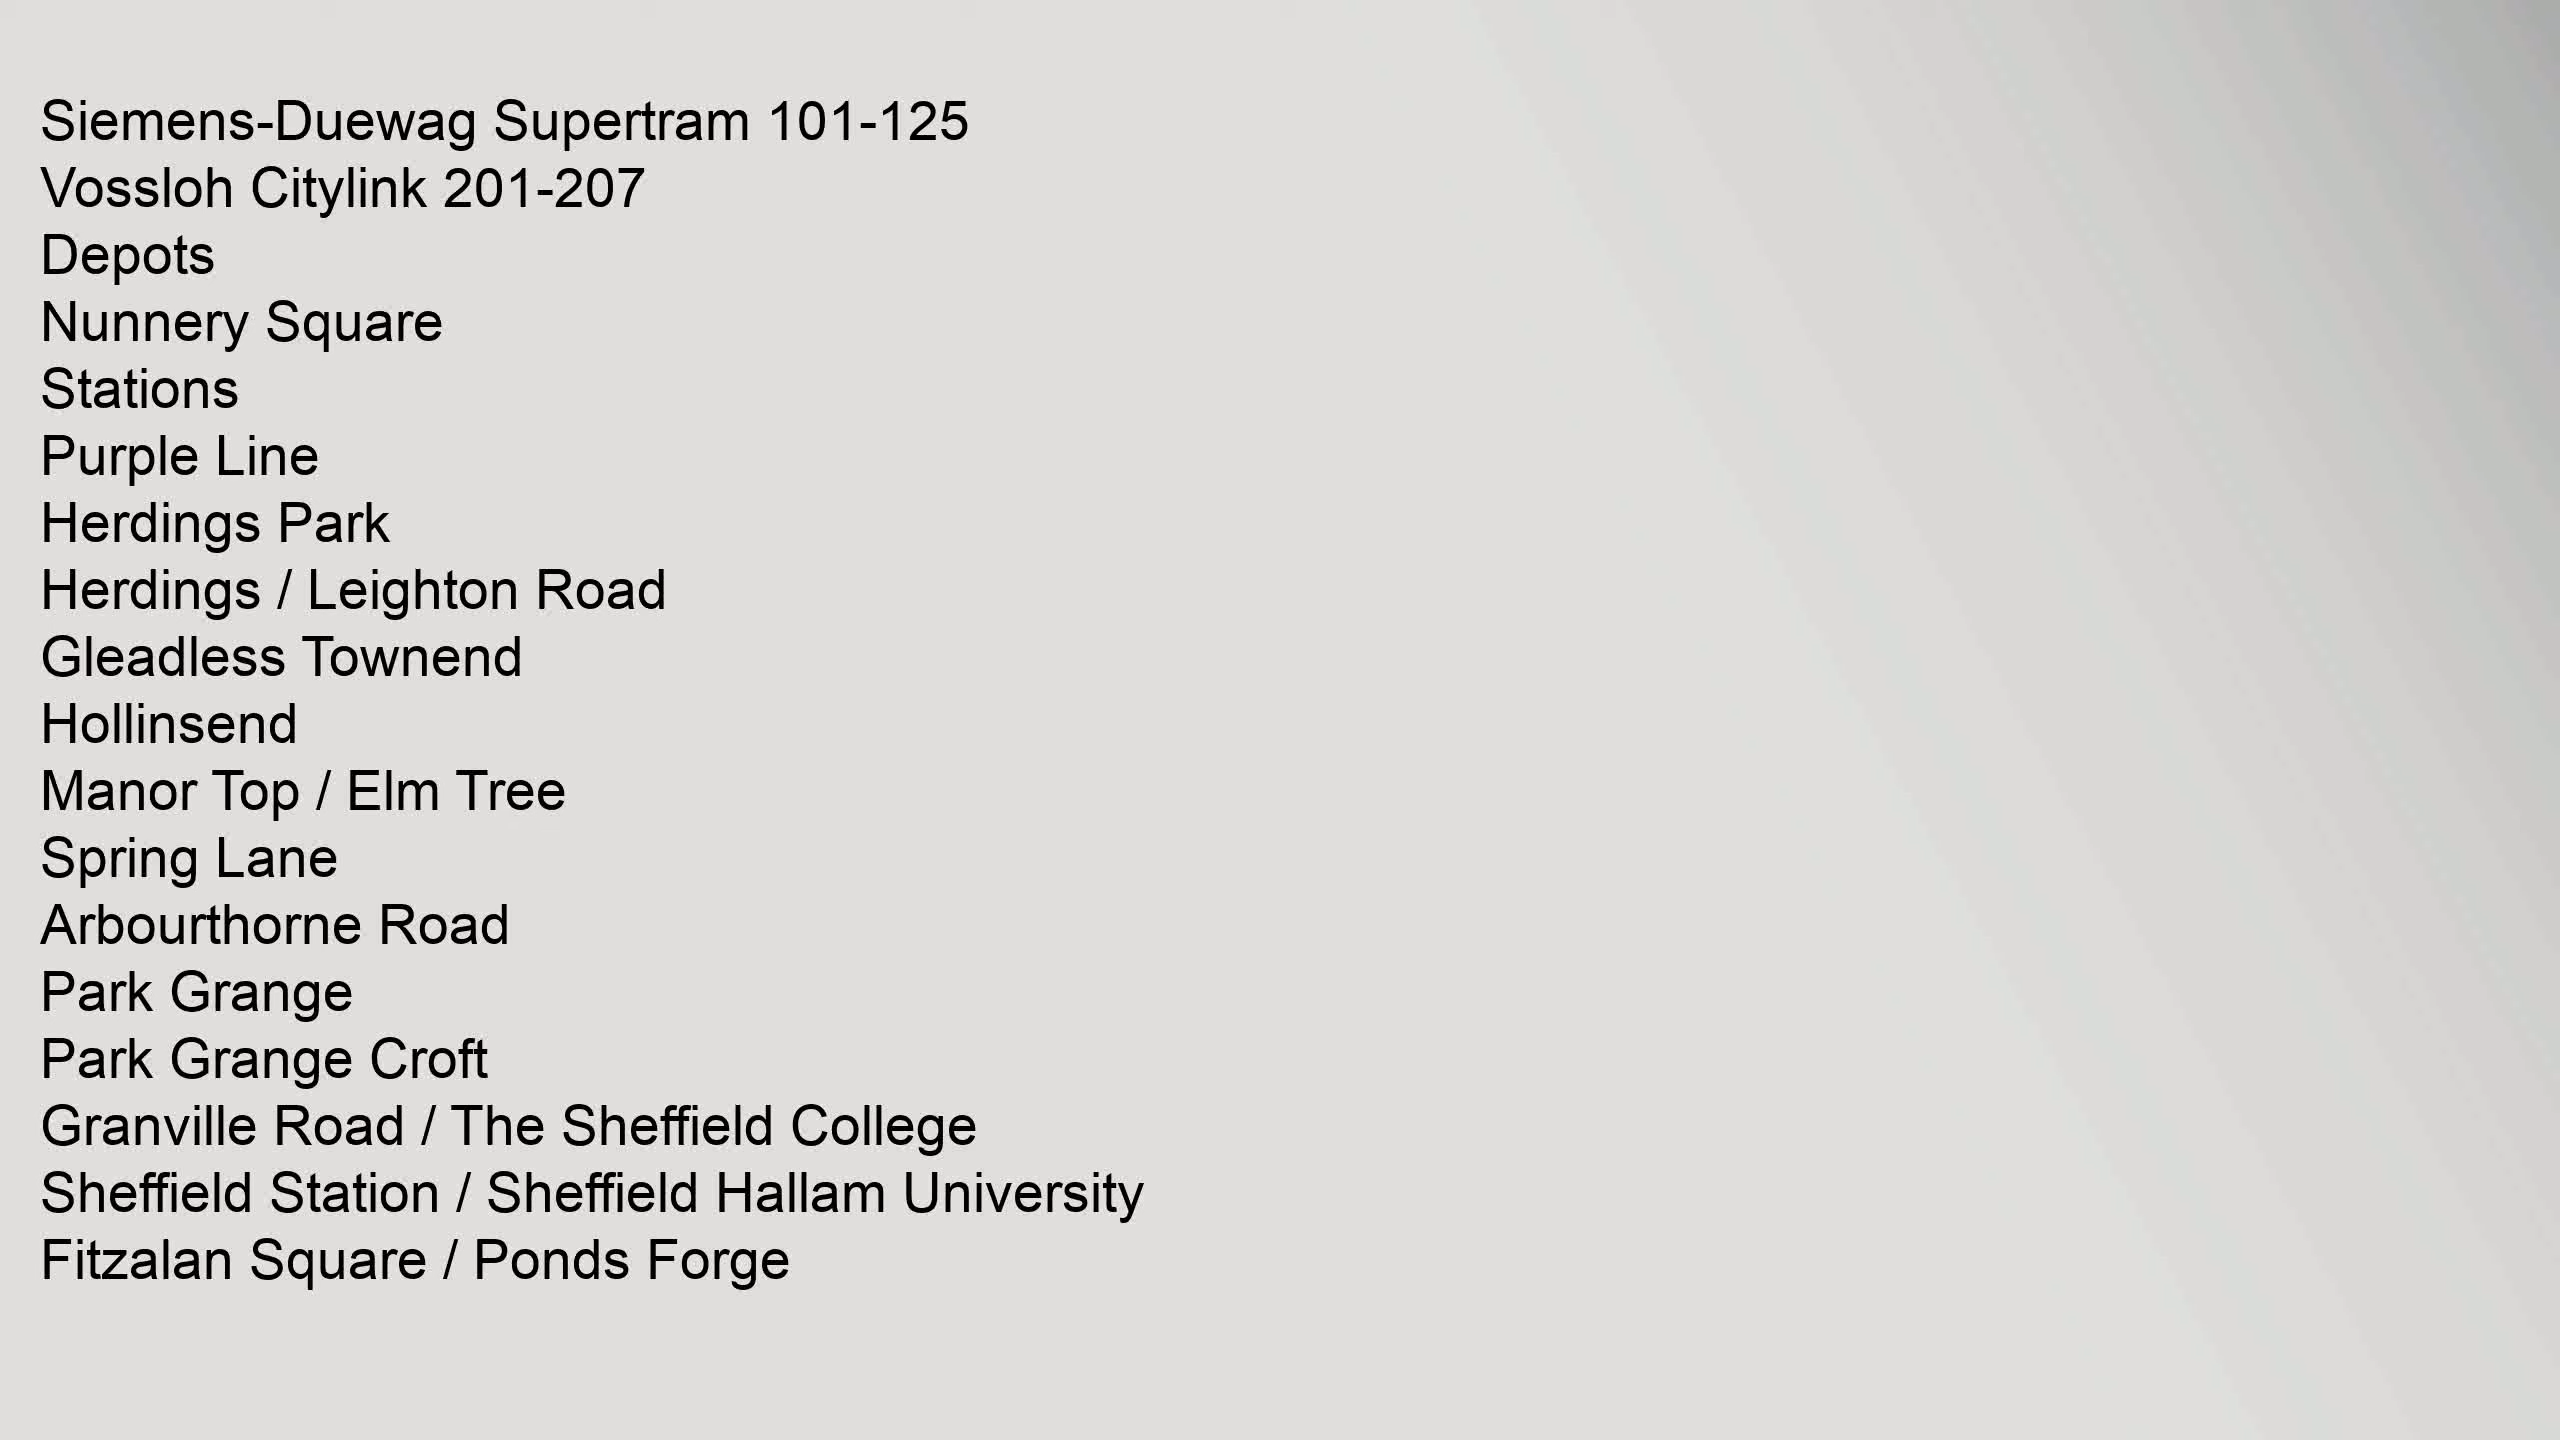 Siemens-Duewag Supertram 101-125
Vossloh Citylink 201-207
Depots
Nunnery Square
Stations
Purple Line
Herdings Park
Herdings / Leighton Road
Gleadless Townend
Hollinsend
Manor Top / Elm Tree
Spring Lane
Arbourthorne Road
Park Grange
Park Grange Croft
Granville Road / The Sheffield College
Sheffield Station / Sheffield Hallam University
Fitzalan Square / Ponds Forge